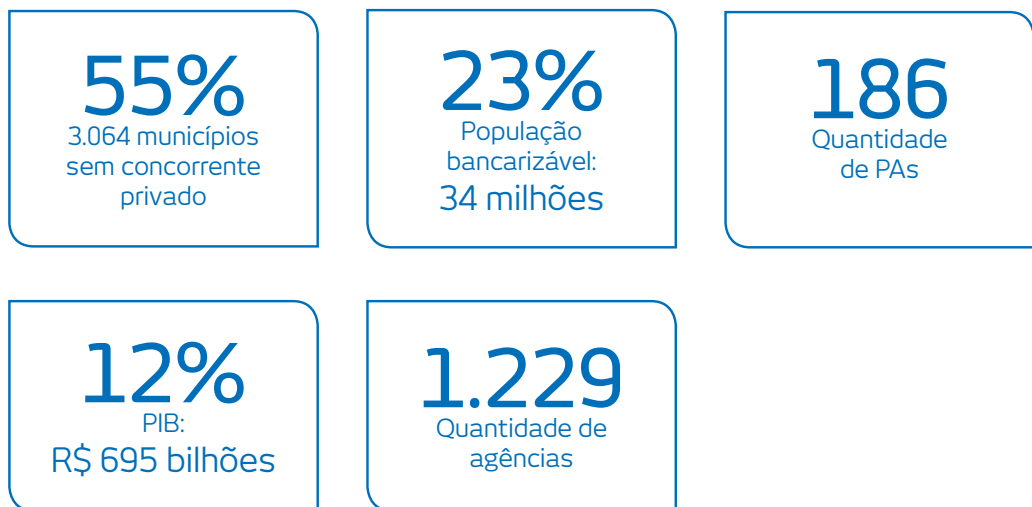 55%
3.064 municípios
sem concorrente
privado
23%
População
bancarizável:
34 milhões
186
Quantidade
de PAs
12%
PIB:
R$ 695 bilhões
1.229
Quantidade de
agências